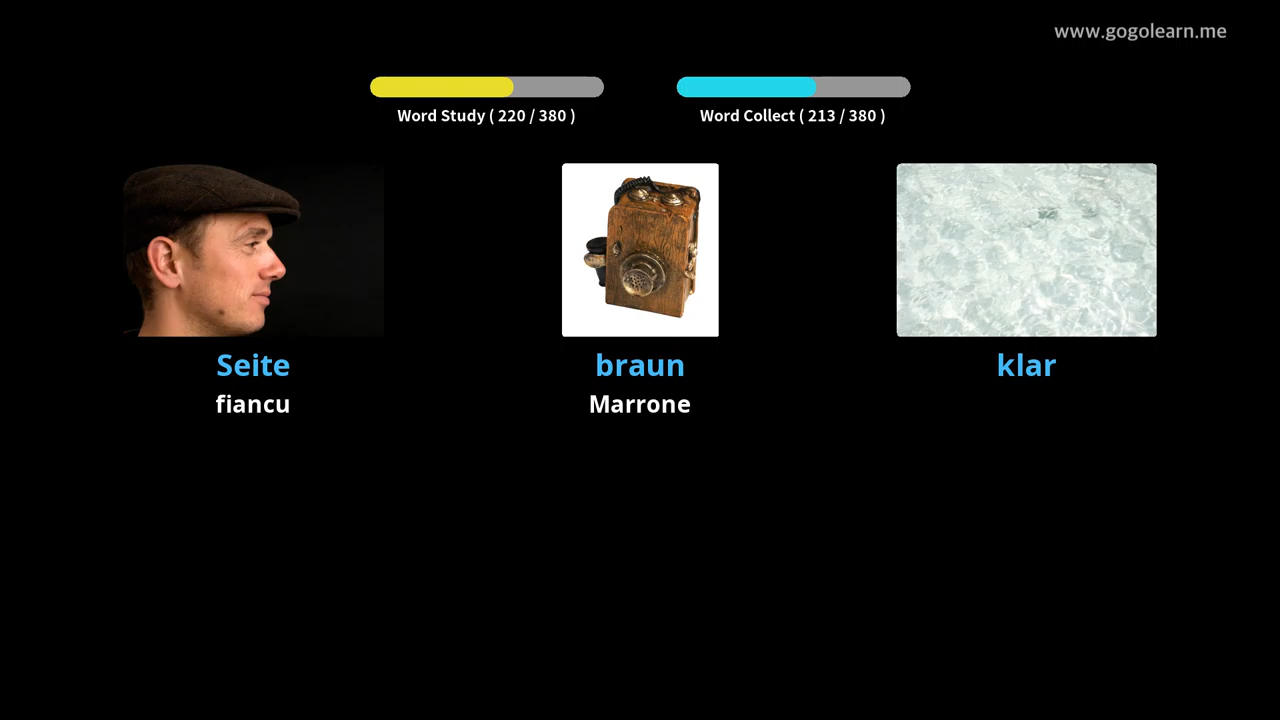 www.gogolearn.me
Word Study ( 220 / 380 )
Word Collect ( 213 / 380 )
Seite
braun
klar
fiancu
Marrone